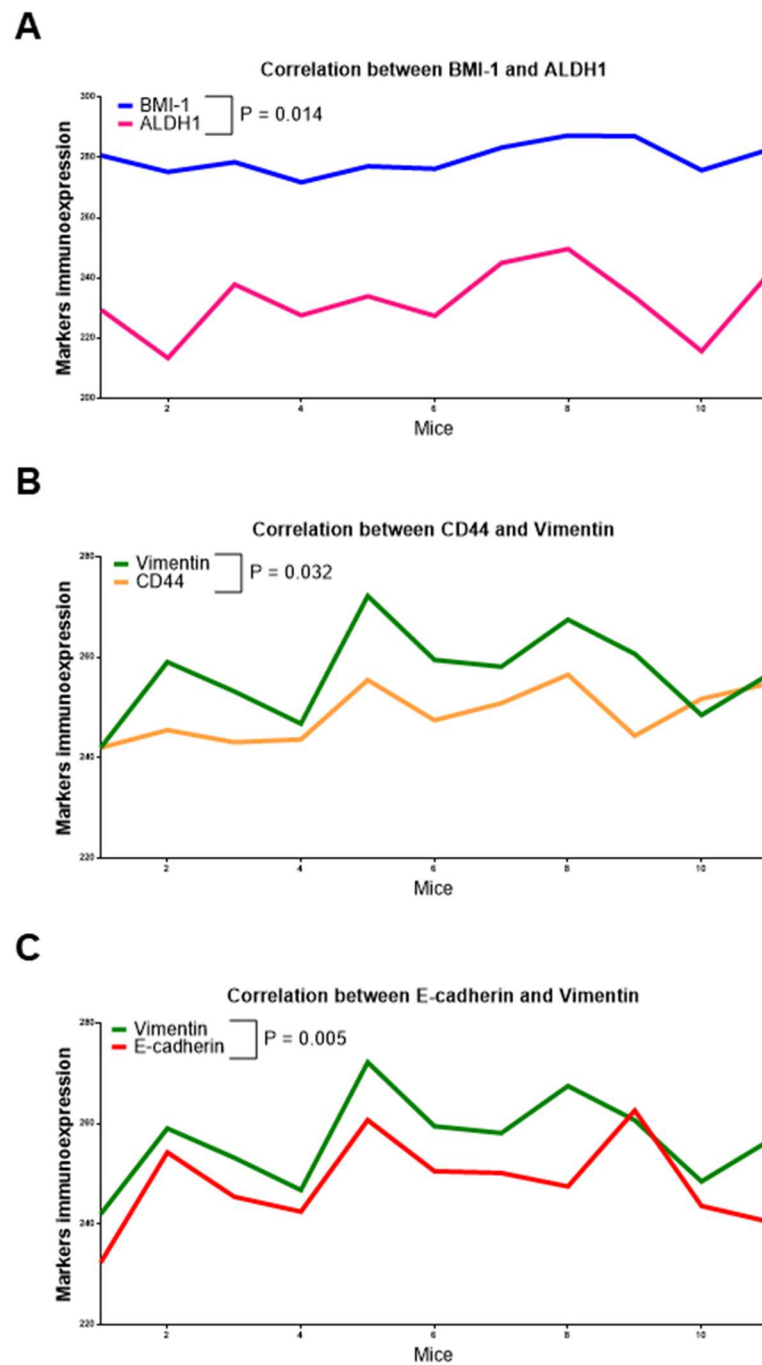 A
Correlation between BMI-1 and ALDH1
BMI-1
ALDH1
P = 0.014
Markers immunoexpression
300
280
260
240
220
200
2 4 6 8 10
Mice
B
Correlation between CD44 and Vimentin
Vimentin
CD44
P = 0.032
Markers immunoexpression
280
260
240
220
2 4 6 8 10
Mice
C
Correlation between E-cadherin and Vimentin
Vimentin
E-cadherin
P = 0.005
Markers immunoexpression
280
260
240
220
2 4 6 8 10
Mice